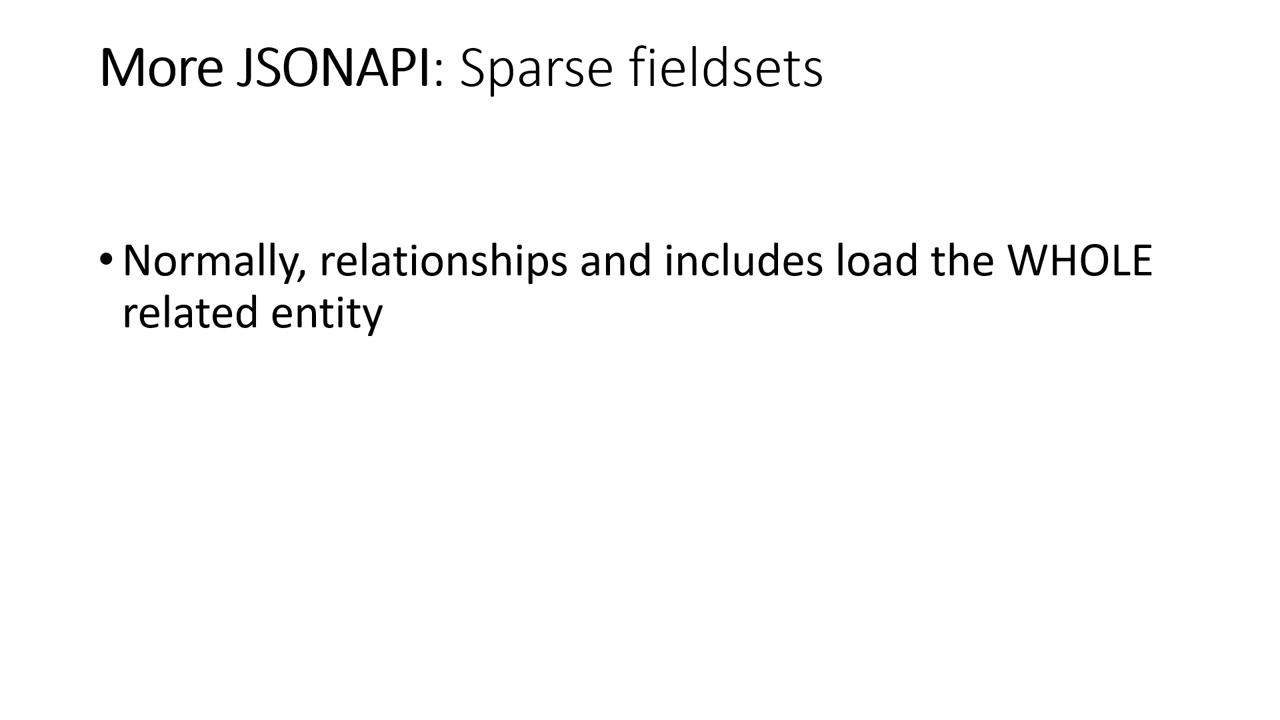 More JSONAPI: Sparse fieldsets
• Normally, relationships and includes load the WHOLE
related entity